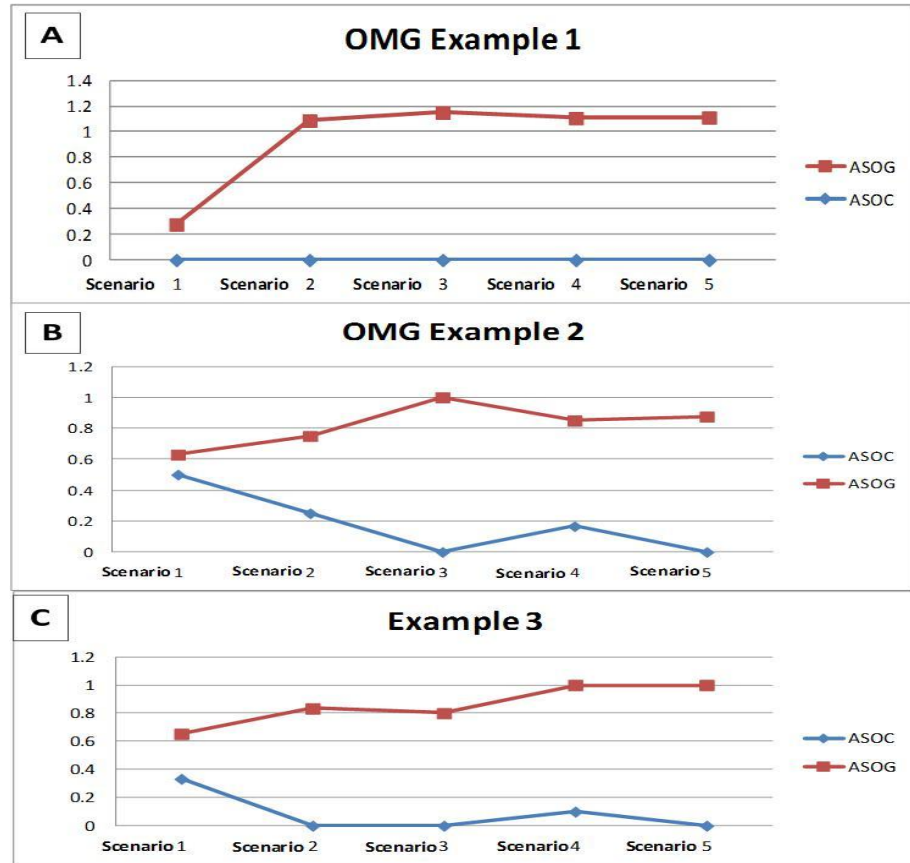 A
OMG Example 1
1.4
1.2
1
0.8
0.6
0.4
0.2
0
ASOG
ASOC
Scenario 1 Scenario 2 Scenario 3 Scenario 4 Scenario 5
B
OMG Example 2
1.2
1
0.8
0.6
0.4
0.2
0
ASOC
ASOG
Scenario 1 Scenario 2 Scenario 3 Scenario 4 Scenario 5
C
Example 3
1.2
1
0.8
0.6
0.4
0.2
0
ASOC
ASOG
Scenario 1 Scenario 2 Scenario 3 Scenario 4 Scenario 5